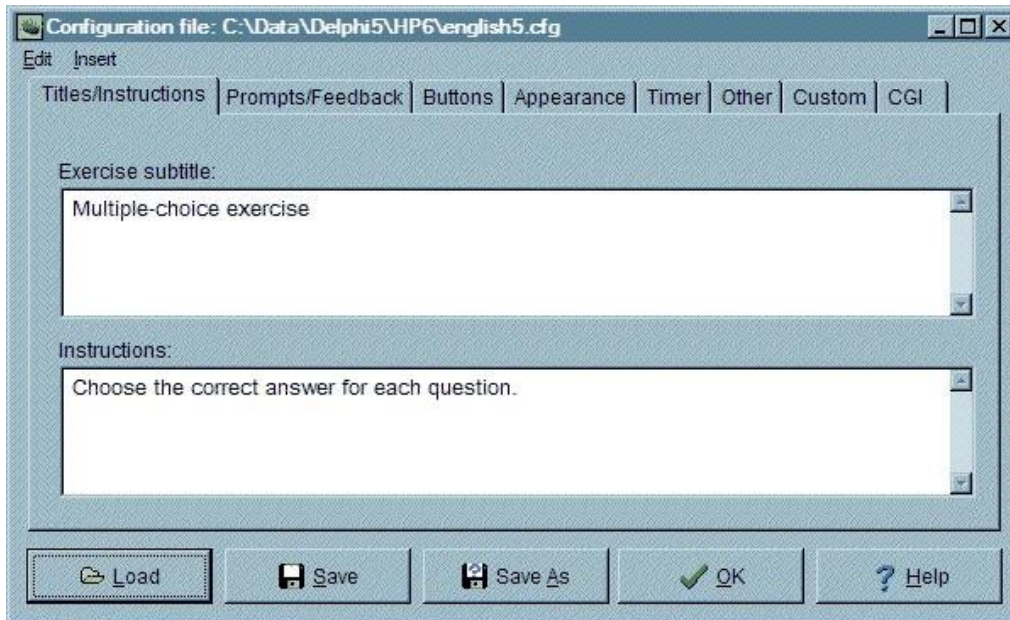 Configuration file: C:\Data\Delphi5\HP6\english5.cfg
Edit Insert
Titles/Instructions Prompts/Feedback Buttons Appearance Timer Other Custom CGI
Exercise subtitle:
Multiple-choice exercise
Instructions:
Choose the correct answer for each question.
Load Save Save As OK Help